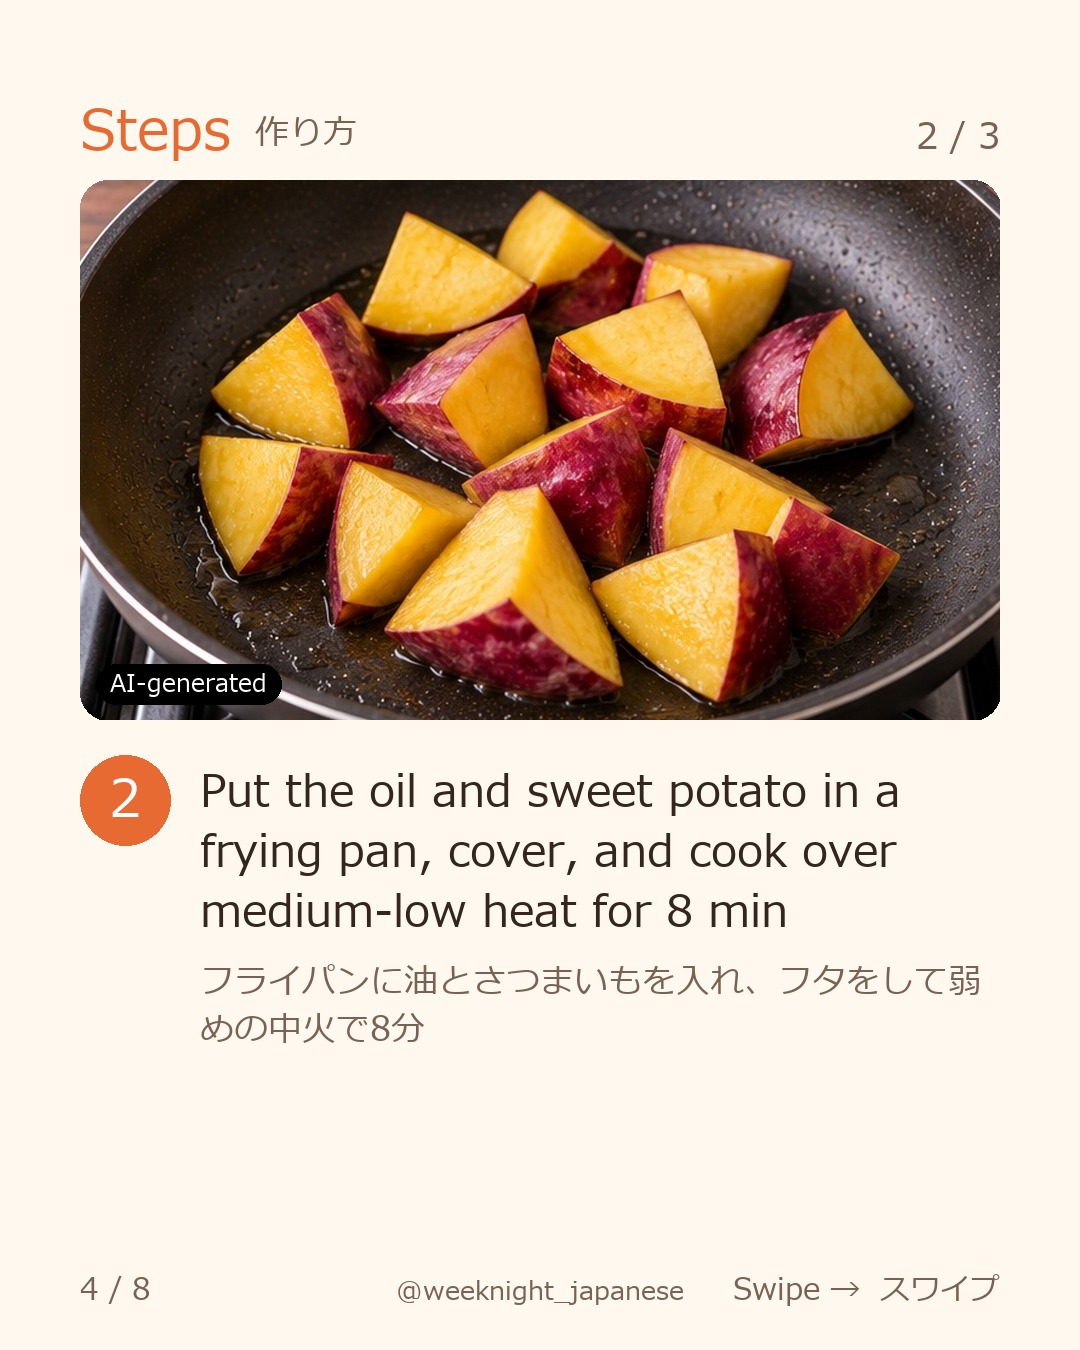 Steps 作り方
2 / 3
AI-generated
2
Put the oil and sweet potato in a
frying pan, cover, and cook over
medium-low heat for 8 min
フライパンに油とさつまいもを入れ、フタをして弱
めの中火で8分
4 / 8
@weeknight_japanese
Swipe → スワイプ